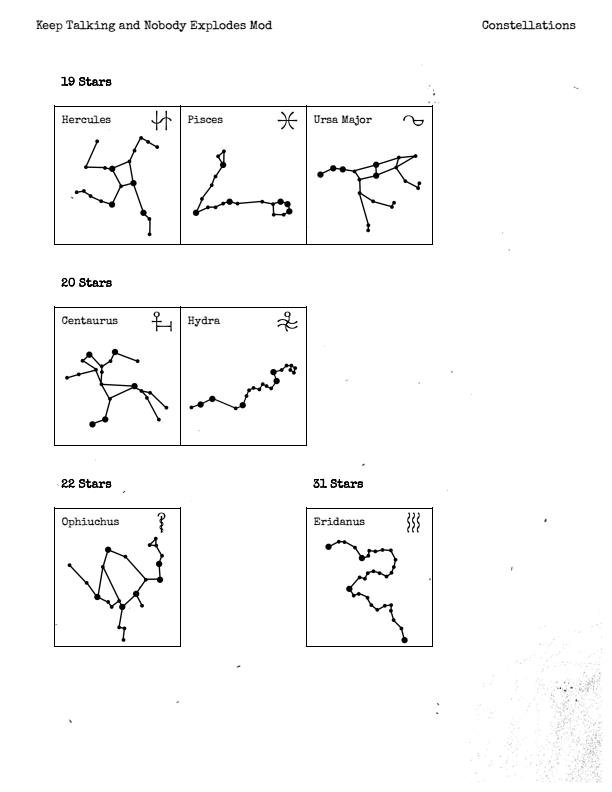 Keep Talking and Nobody Explodes Mod
Constellations
19 Stars
Hercules
Pisces
Ursa Major
20 Stars
Centaurus
Hydra
22 Stars
31 Stars
Ophiuchus
Eridanus